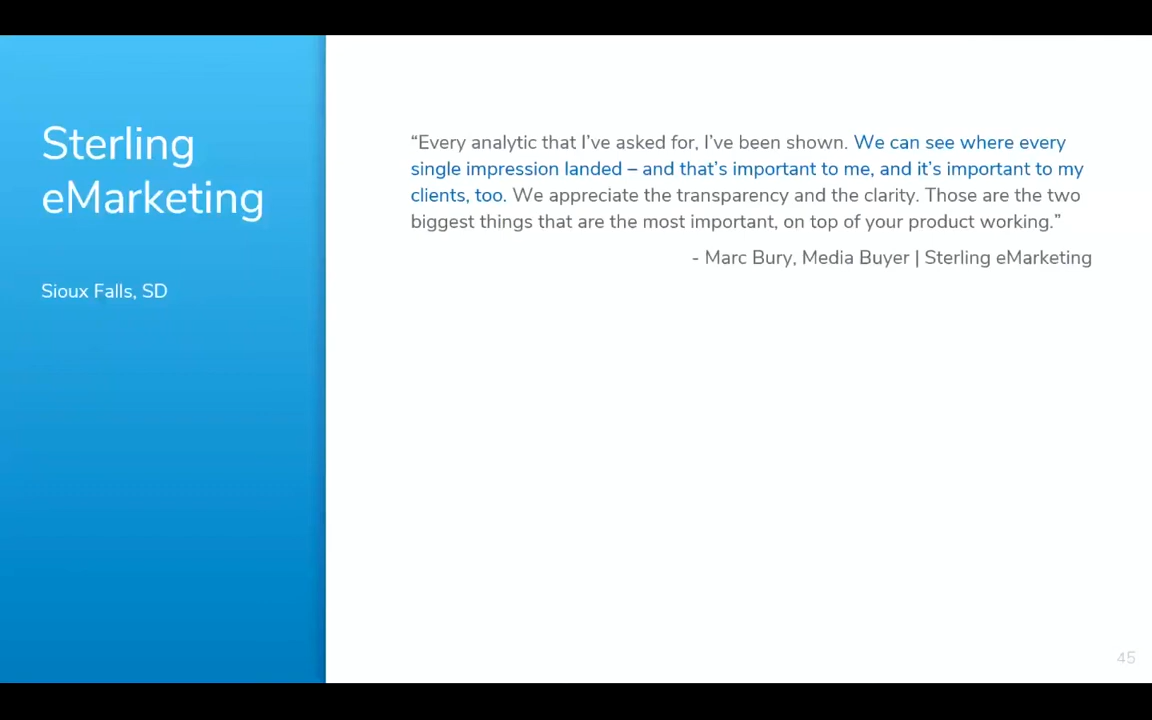 Sterling
eMarketing
Sioux Falls, SD
“Every analytic that I’ve asked for, I’ve been shown. We can see where every
single impression landed – and that’s important to me, and it’s important to my
clients, too. We appreciate the transparency and the clarity. Those are the two
biggest things that are the most important, on top of your product working.”
- Marc Bury, Media Buyer | Sterling eMarketing
45